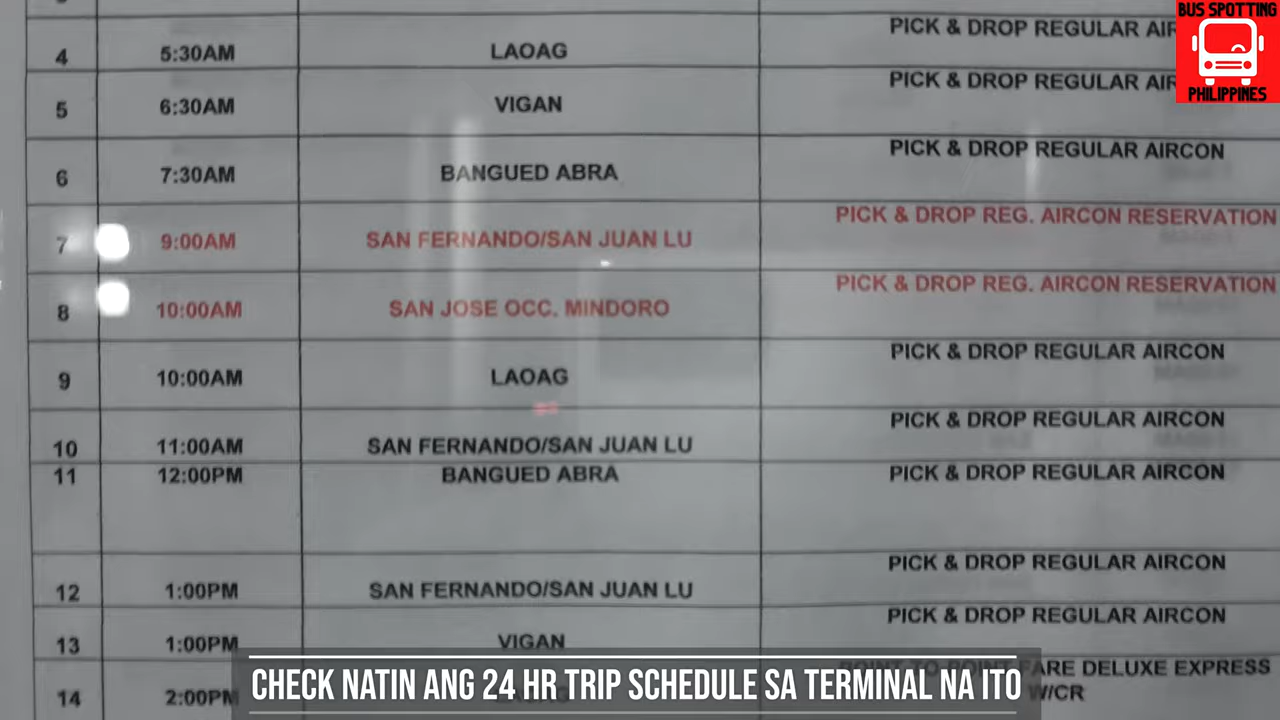 BUS SPOTTING
PHILIPPINES
4 5:30AM LAOAG PICK & DROP REGULAR AIR
5 6:30AM VIGAN PICK & DROP REGULAR AIR
6 7:30AM BANGUED ABRA PICK & DROP REGULAR AIRCON
7 9:00AM SAN FERNANDO/SAN JUAN LU PICK & DROP REG. AIRCON RESERVATION
8 10:00AM SAN JOSE OCC. MINDORO PICK & DROP REG. AIRCON RESERVATION
9 10:00AM LAOAG PICK & DROP REGULAR AIRCON
10 11:00AM SAN FERNANDO/SAN JUAN LU PICK & DROP REGULAR AIRCON
11 12:00PM BANGUED ABRA PICK & DROP REGULAR AIRCON
12 1:00PM SAN FERNANDO/SAN JUAN LU PICK & DROP REGULAR AIRCON
13 1:00PM VIGAN PICK & DROP REGULAR AIRCON
14 2:00PM POINT TO POINT FARE DELUXE EXPRESS
W/CR
CHECK NATIN ANG 24 HR TRIP SCHEDULE SA TERMINAL NA ITO